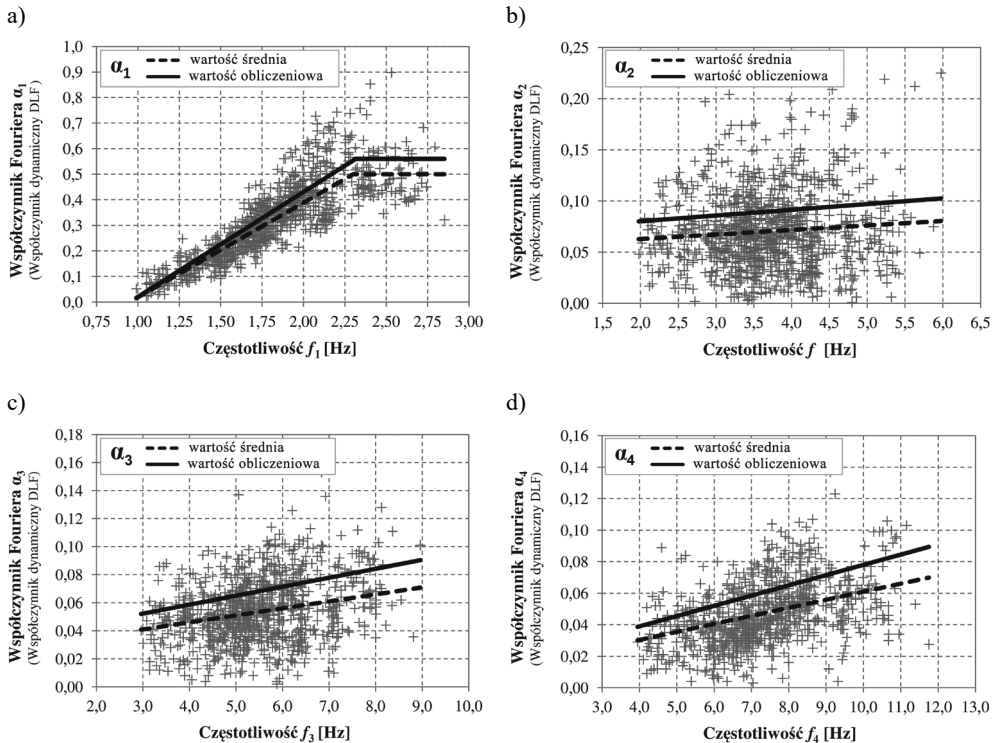 a)
Współczynnik Fouriera α₁
(Współczynnik dynamiczny DLF)
1,0
0,9
0,8
0,7
0,6
0,5
0,4
0,3
0,2
0,1
0,0
α₁
wartość średnia
wartość obliczeniowa
0,75 1,00 1,25 1,50 1,75 2,00 2,25 2,50 2,75 3,00
Częstotliwość f₁ [Hz]
b)
Współczynnik Fouriera α₂
(Współczynnik dynamiczny DLF)
0,25
0,20
0,15
0,10
0,05
0,00
α₂
wartość średnia
wartość obliczeniowa
1,5 2,0 2,5 3,0 3,5 4,0 4,5 5,0 5,5 6,0 6,5
Częstotliwość f [Hz]
c)
Współczynnik Fouriera α₃
(Współczynnik dynamiczny DLF)
0,18
0,16
0,14
0,12
0,10
0,08
0,06
0,04
0,02
0,00
α₃
wartość średnia
wartość obliczeniowa
2,0 3,0 4,0 5,0 6,0 7,0 8,0 9,0 10,0
Częstotliwość f₃ [Hz]
d)
Współczynnik Fouriera α₄
(Współczynnik dynamiczny DLF)
0,16
0,14
0,12
0,10
0,08
0,06
0,04
0,02
0,00
α₄
wartość średnia
wartość obliczeniowa
3,0 4,0 5,0 6,0 7,0 8,0 9,0 10,0 11,0 12,0 13,0
Częstotliwość f₄ [Hz]